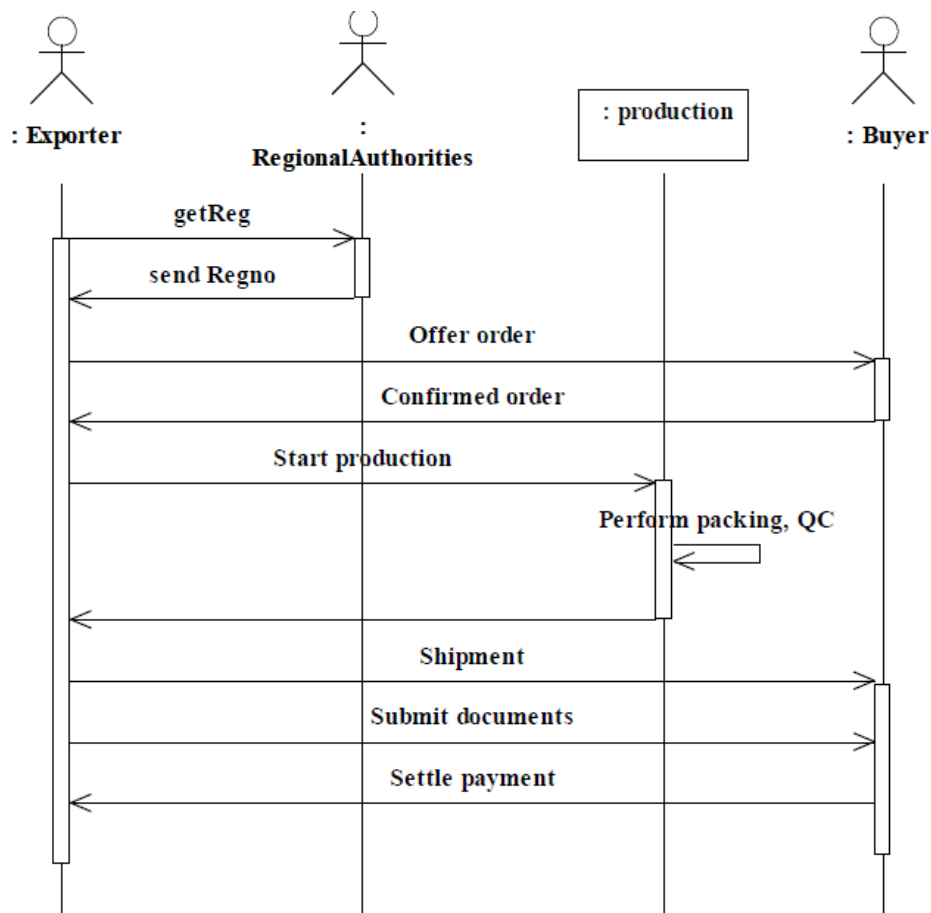 : Exporter
:
RegionalAuthorities
: production
: Buyer
getReg
send Regno
Offer order
Confirmed order
Start production
Perform packing, QC
Shipment
Submit documents
Settle payment